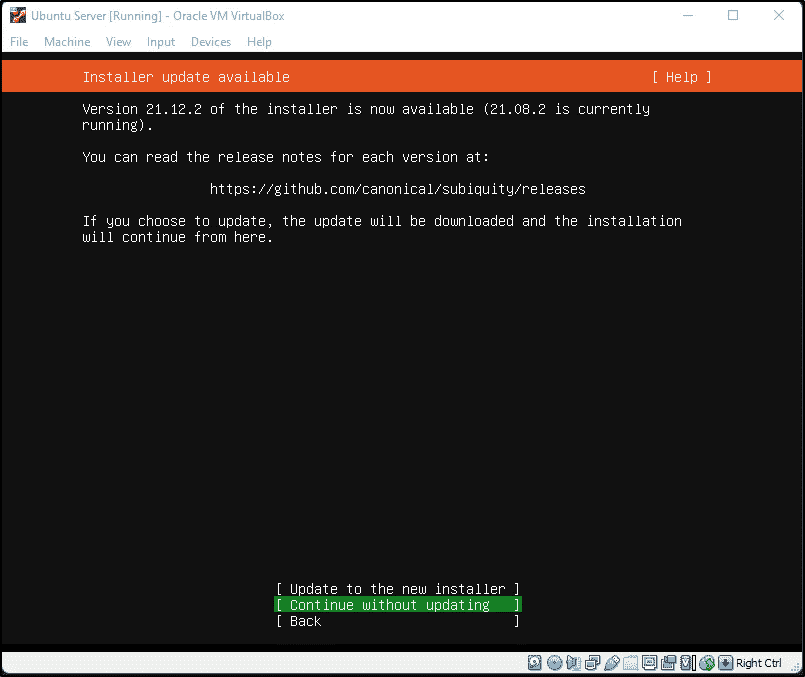 Ubuntu Server [Running] - Oracle VM VirtualBox
File Machine View Input Devices Help
Installer update available [ Help ]
Version 21.12.2 of the installer is now available (21.08.2 is currently
running).
You can read the release notes for each version at:
https://github.com/canonical/subiquity/releases
If you choose to update, the update will be downloaded and the installation
will continue from here.
[ Update to the new installer ]
[ Continue without updating ]
[ Back ]
Right Ctrl